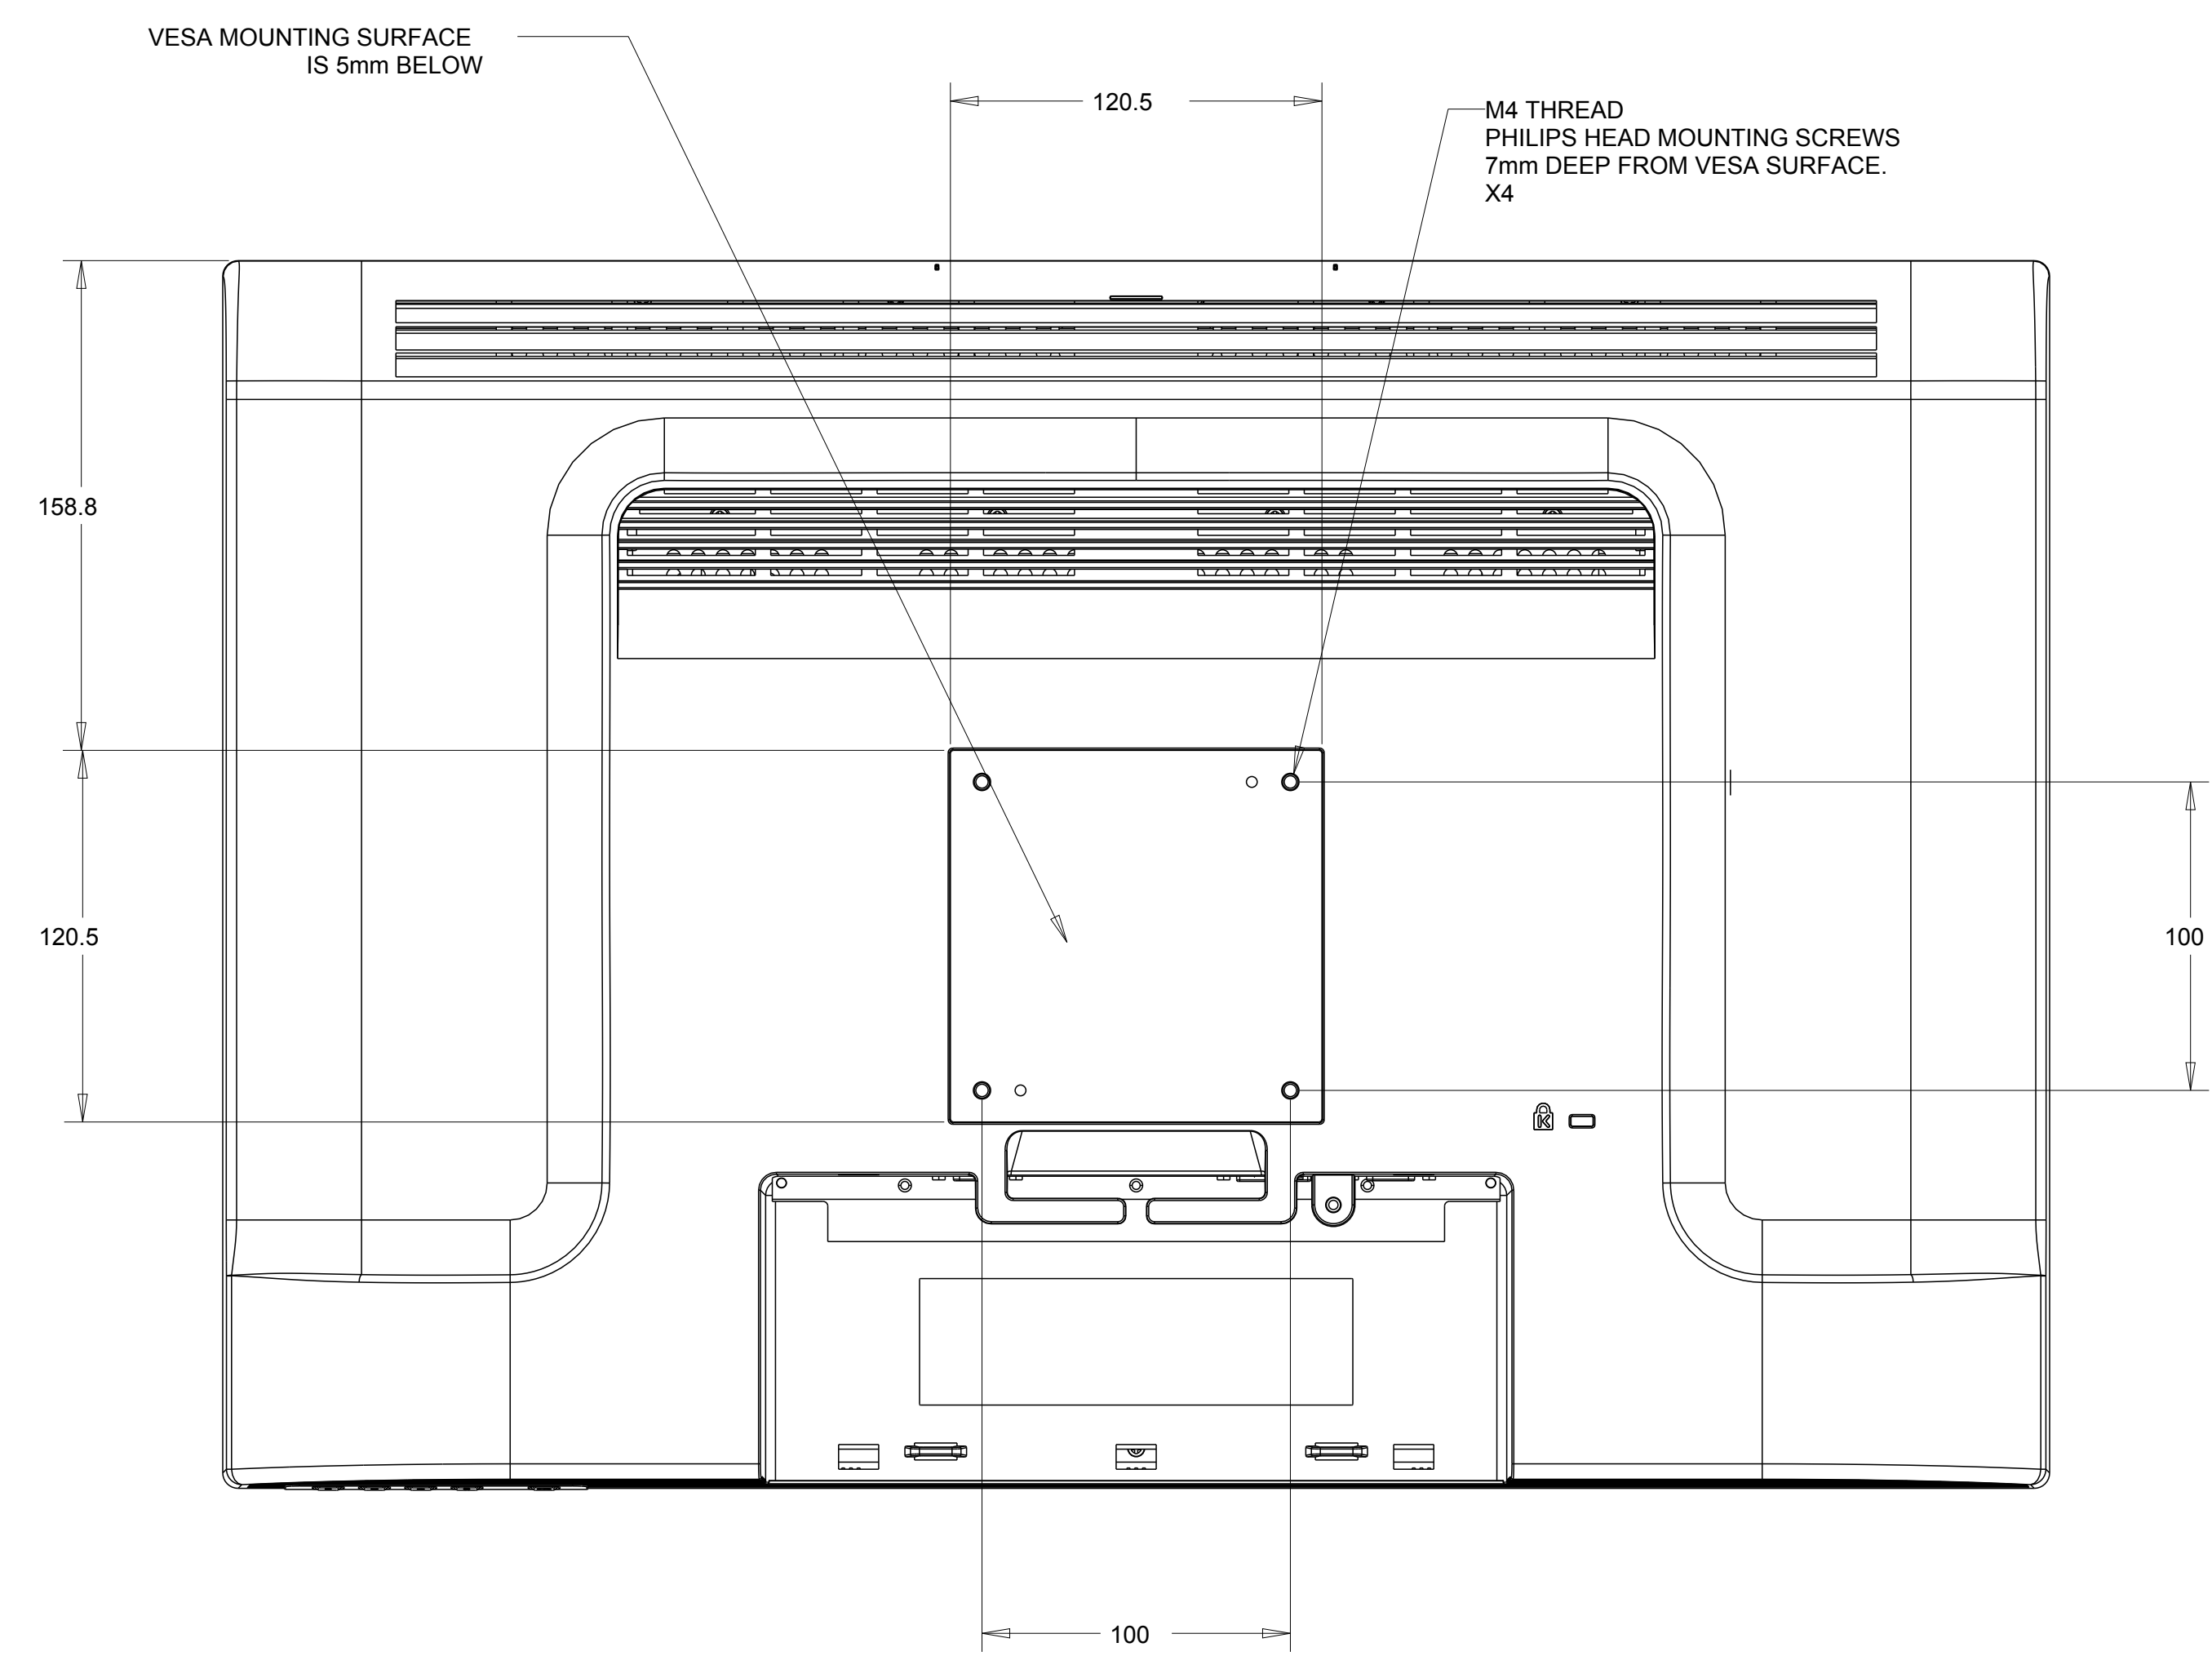 VESA MOUNTING SURFACE
IS 5mm BELOW
120.5
M4 THREAD
PHILIPS HEAD MOUNTING SCREWS
7mm DEEP FROM VESA SURFACE.
X4
158.8
120.5
100
K
100